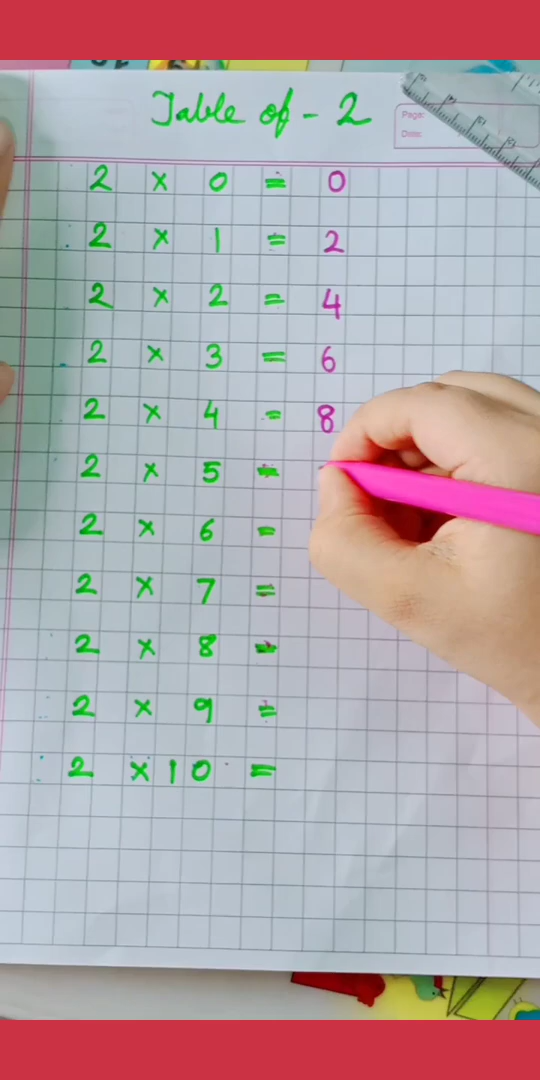 Table of - 2
Page:
Date:
2 × 0 = 0
2 × 1 = 2
2 × 2 = 4
2 × 3 = 6
2 × 4 = 8
2 × 5 =
2 × 6 =
2 × 7 =
2 × 8 =
2 × 9 =
2 × 10 =